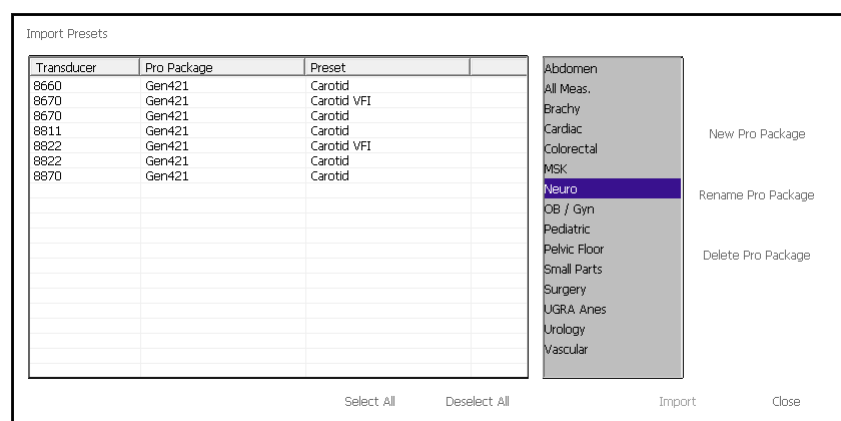 Import Presets
Transducer Pro Package Preset
8660 Gen421 Carotid
8670 Gen421 Carotid VFI
8670 Gen421 Carotid
8811 Gen421 Carotid
8822 Gen421 Carotid VFI
8822 Gen421 Carotid
8870 Gen421 Carotid
Abdomen
All Meas.
Brachy
Cardiac
Colorectal
MSK
Neuro
OB / Gyn
Pediatric
Pelvic Floor
Small Parts
Surgery
UGRA Anes
Urology
Vascular
New Pro Package
Rename Pro Package
Delete Pro Package
Select All Deselect All Import Close